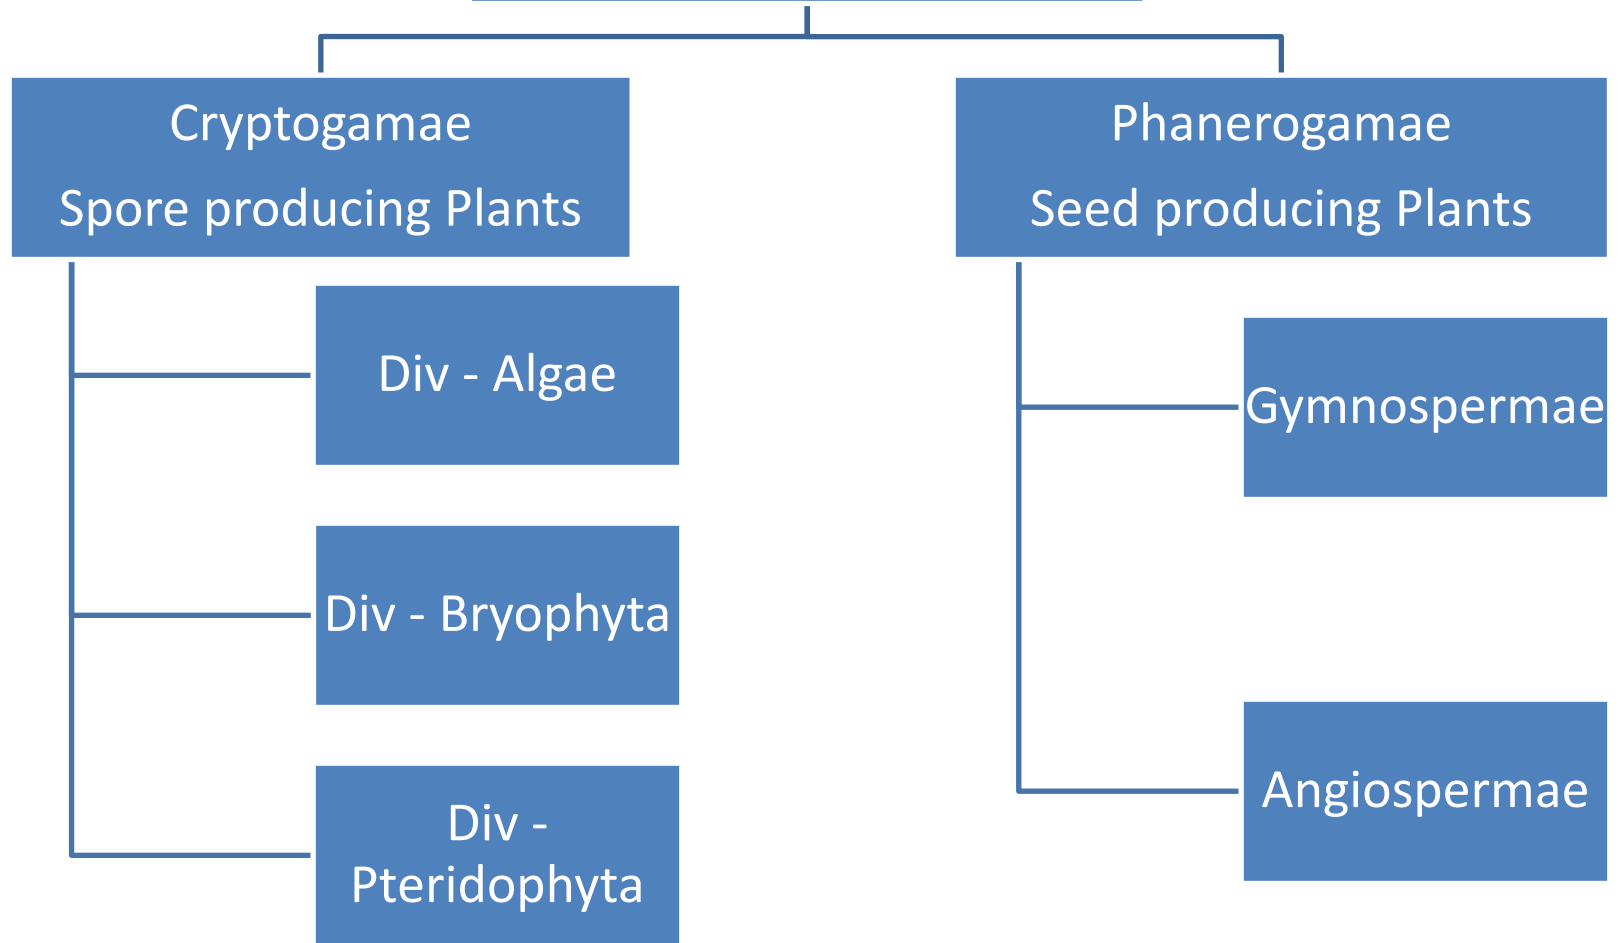 Cryptogamae
Spore producing Plants
Div - Algae
Div - Bryophyta
Div -
Pteridophyta
Phanerogamae
Seed producing Plants
Gymnospermae
Angiospermae